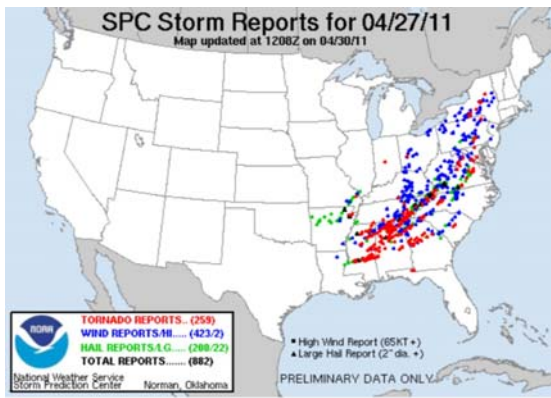 SPC Storm Reports for 04/27/11
Map updated at 1208Z on 04/30/11
NOAA
TORNADO REPORTS.. (259)
WIND REPORTS/HI..... (423/2)
HAIL REPORTS/LG..... (200/22)
TOTAL REPORTS....... (882)
National Weather Service
Storm Prediction Center Norman, Oklahoma
High Wind Report (65KT +)
Large Hail Report (2" dia. +)
PRELIMINARY DATA ONLY